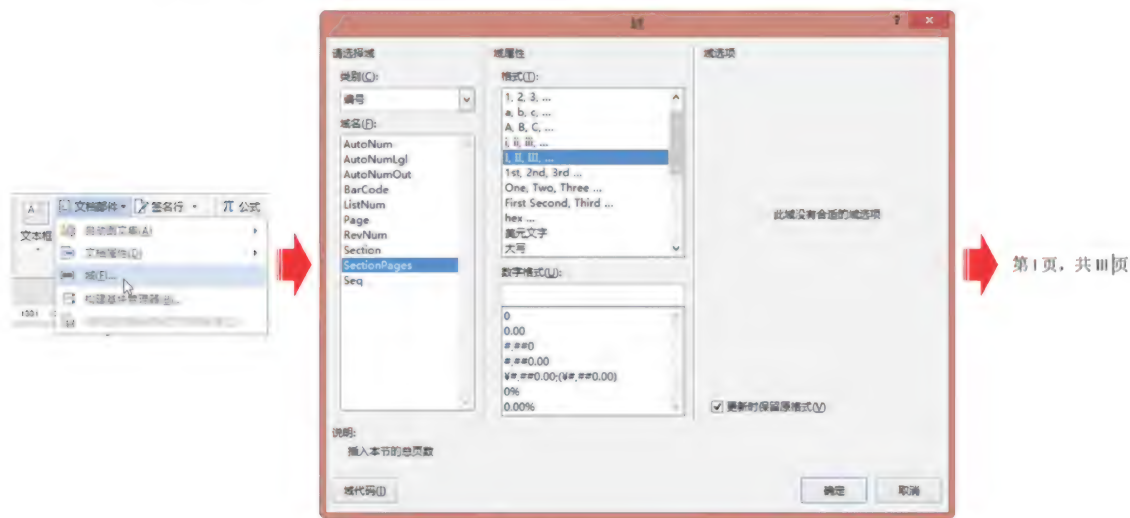 域
? ×
请选择域
类别(C):
编号
域名(F):
AutoNum
AutoNumLgl
AutoNumOut
BarCode
ListNum
Page
RevNum
Section
SectionPages
Seq
域属性
格式(T):
1, 2, 3, ...
a, b, c, ...
A, B, C, ...
i, ii, iii, ...
I, II, III, ...
1st, 2nd, 3rd ...
One, Two, Three ...
First Second, Third ...
hex ...
美元文字
大写
数字格式(U):
0
0.00
#,##0
#,##0.00
¥#,##0.00;(¥#,##0.00)
0%
0.00%
域选项
此域没有合适的域选项
更新时保留原格式(V)
说明:
插入本节的总页数
域代码(I)
确定
取消
A
文档部件
签名行
π 公式
文本框
自动图文集(A)
文档属性(D)
域(F)...
构建基块管理器(B)...
第 I 页，共 III 页